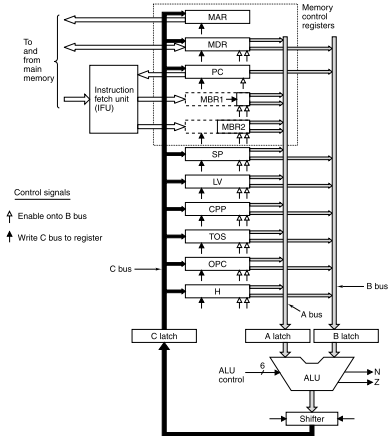 Memory
control
registers
To
and
from
main
memory
MAR
MDR
PC
Instruction
fetch unit
(IFU)
MBR1
MBR2
SP
LV
CPP
TOS
OPC
H
Control signals
Enable onto B bus
Write C bus to register
C bus
B bus
A bus
C latch
A latch
B latch
ALU
control
6
ALU
N
Z
Shifter